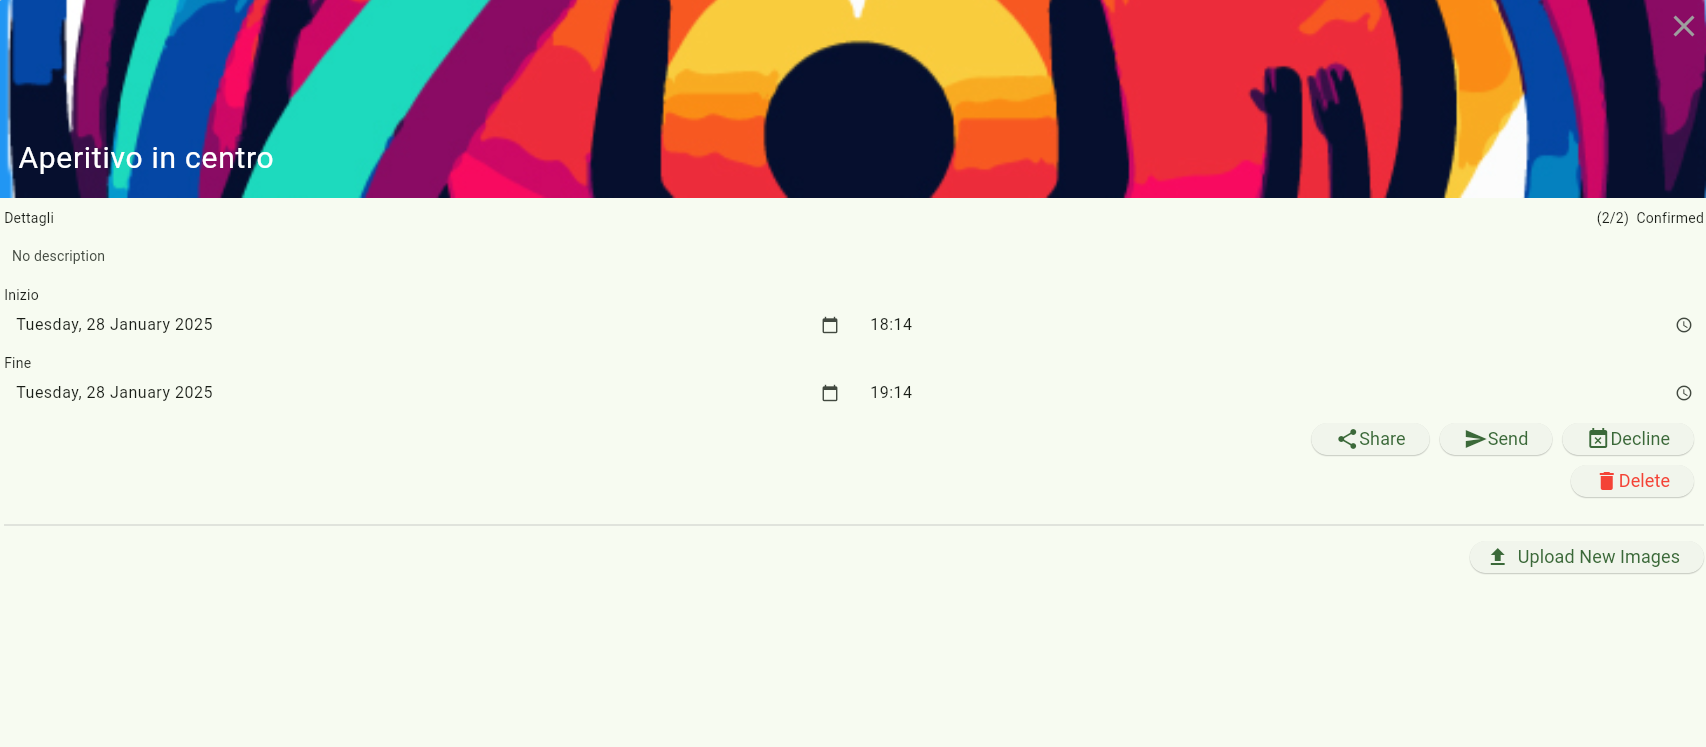 Aperitivo in centro
Dettagli (2/2) Confirmed
No description
Inizio
Tuesday, 28 January 2025 18:14
Fine
Tuesday, 28 January 2025 19:14
Share Send Decline
Delete
Upload New Images